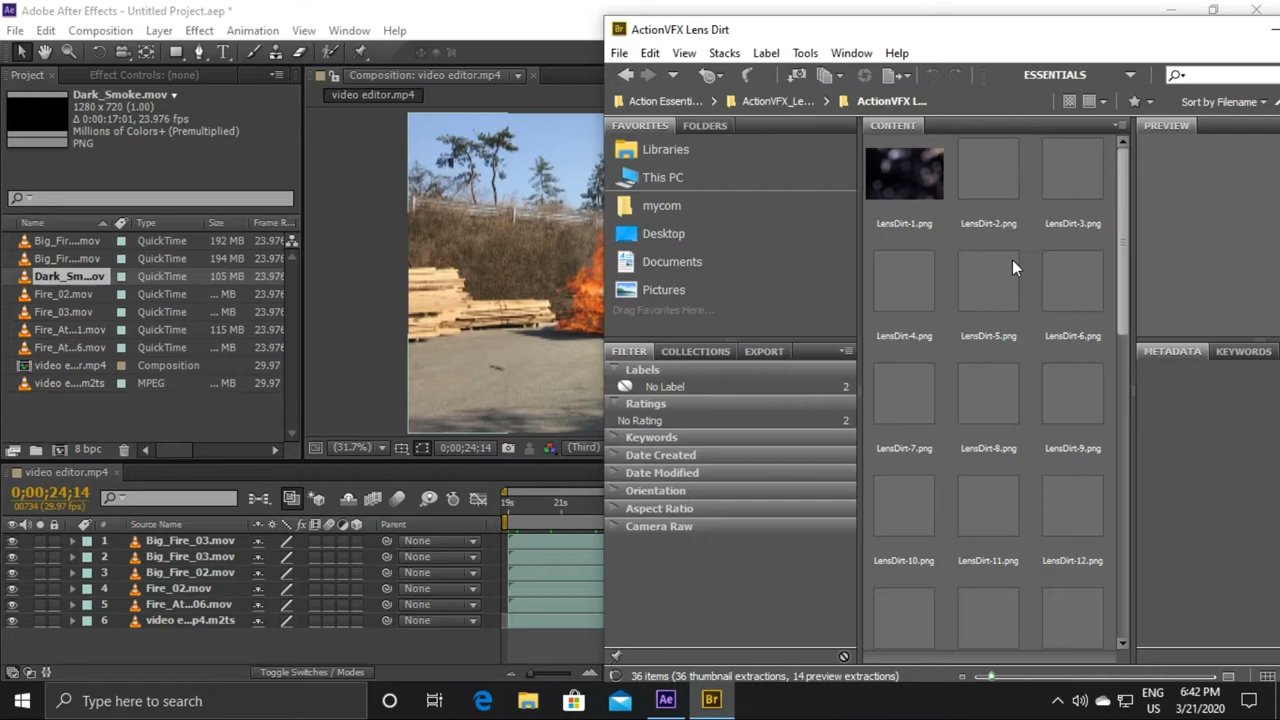 Adobe After Effects - Untitled Project.aep *
File Edit Composition Layer Effect Animation View Window Help
Project Effect Controls: (none)
Dark_Smoke.mov
1280 x 720 (1.00)
Δ 0:00:17:01, 23.976 fps
Millions of Colors+ (Premultiplied)
PNG
Name Type Size Frame R
Big_Fir....mov QuickTime 192 MB 23.976
Big_Fir....mov QuickTime 194 MB 23.976
Dark_Sm...ov QuickTime 105 MB 23.976
Fire_02.mov QuickTime ... MB 23.976
Fire_03.mov QuickTime ... MB 23.976
Fire_At...1.mov QuickTime 115 MB 23.976
Fire_At...6.mov QuickTime ... MB 23.976
video e...r.mp4 Composition 29.97
video e....m2ts MPEG 29.97
8 bpc
Composition: video editor.mp4
video editor.mp4
(31.7%) 0;00;24;14 (Third)
video editor.mp4
0;00;24;14
00734 (29.97 fps)
19s 21s
# Source Name Parent
1 Big_Fire_03.mov None
2 Big_Fire_03.mov None
3 Big_Fire_02.mov None
4 Fire_02.mov None
5 Fire_At...06.mov None
6 video e...p4.m2ts None
Toggle Switches / Modes
Br ActionVFX Lens Dirt
File Edit View Stacks Label Tools Window Help
ESSENTIALS
Action Essenti... ActionVFX_Le... ActionVFX L... Sort by Filename
FAVORITES FOLDERS
Libraries
This PC
mycom
Desktop
Documents
Pictures
Drag Favorites Here...
FILTER COLLECTIONS EXPORT
Labels
No Label 2
Ratings
No Rating 2
Keywords
Date Created
Date Modified
Orientation
Aspect Ratio
Camera Raw
CONTENT
LensDirt-1.png LensDirt-2.png LensDirt-3.png
LensDirt-4.png LensDirt-5.png LensDirt-6.png
LensDirt-7.png LensDirt-8.png LensDirt-9.png
LensDirt-10.png LensDirt-11.png LensDirt-12.png
36 items (36 thumbnail extractions, 14 preview extractions)
PREVIEW
METADATA KEYWORDS
Type here to search
Ae Br
ENG
US
6:42 PM
3/21/2020